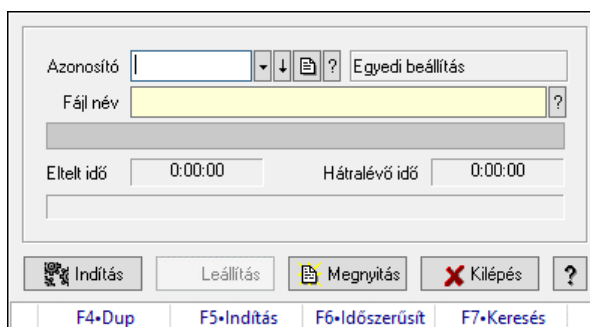 Azonosító ? Egyedi beállítás
Fájl név ?
Eltelt idő 0:00:00 Hátralévő idő 0:00:00
Indítás Leállítás Megnyitás Kilépés ?
F4•Dup F5•Indítás F6•Időszerűsít F7•Keresés